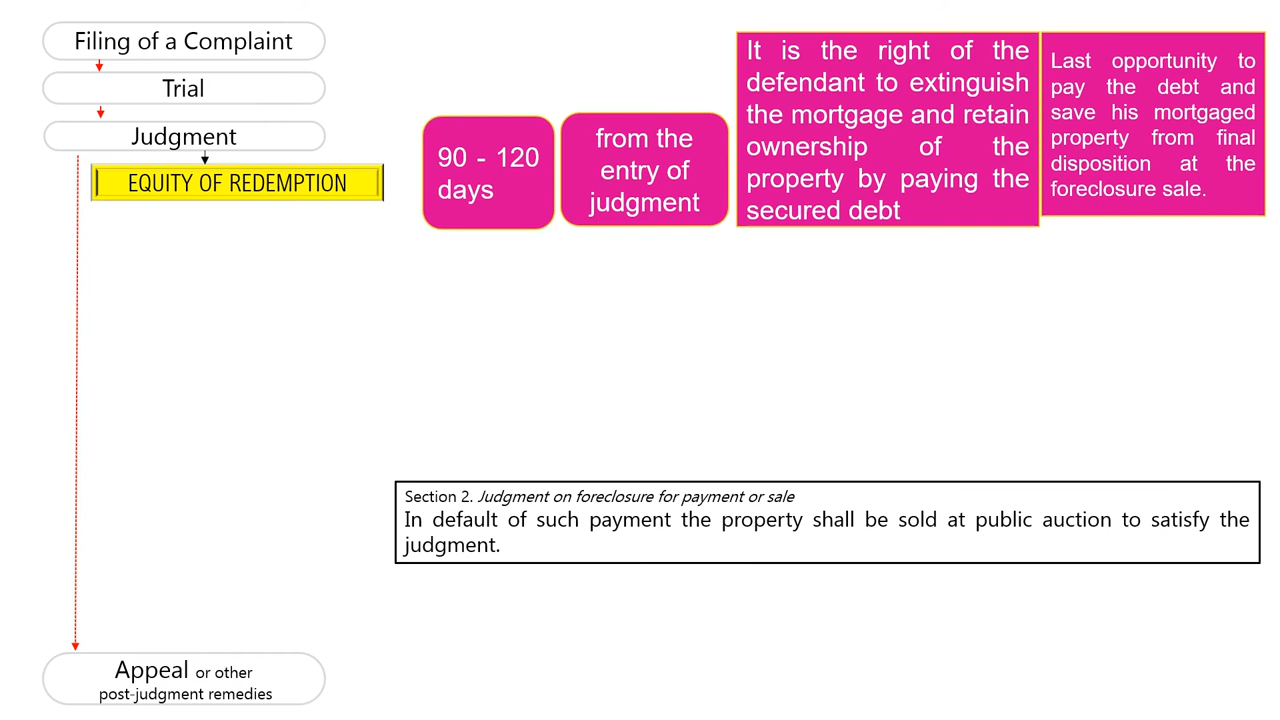 Filing of a Complaint
Trial
Judgment
EQUITY OF REDEMPTION
90 - 120
days
from the
entry of
judgment
It is the right of the
defendant to extinguish
the mortgage and retain
ownership of the
property by paying the
secured debt
Last opportunity to
pay the debt and
save his mortgaged
property from final
disposition at the
foreclosure sale.
Section 2. Judgment on foreclosure for payment or sale
In default of such payment the property shall be sold at public auction to satisfy the
judgment.
Appeal or other
post-judgment remedies